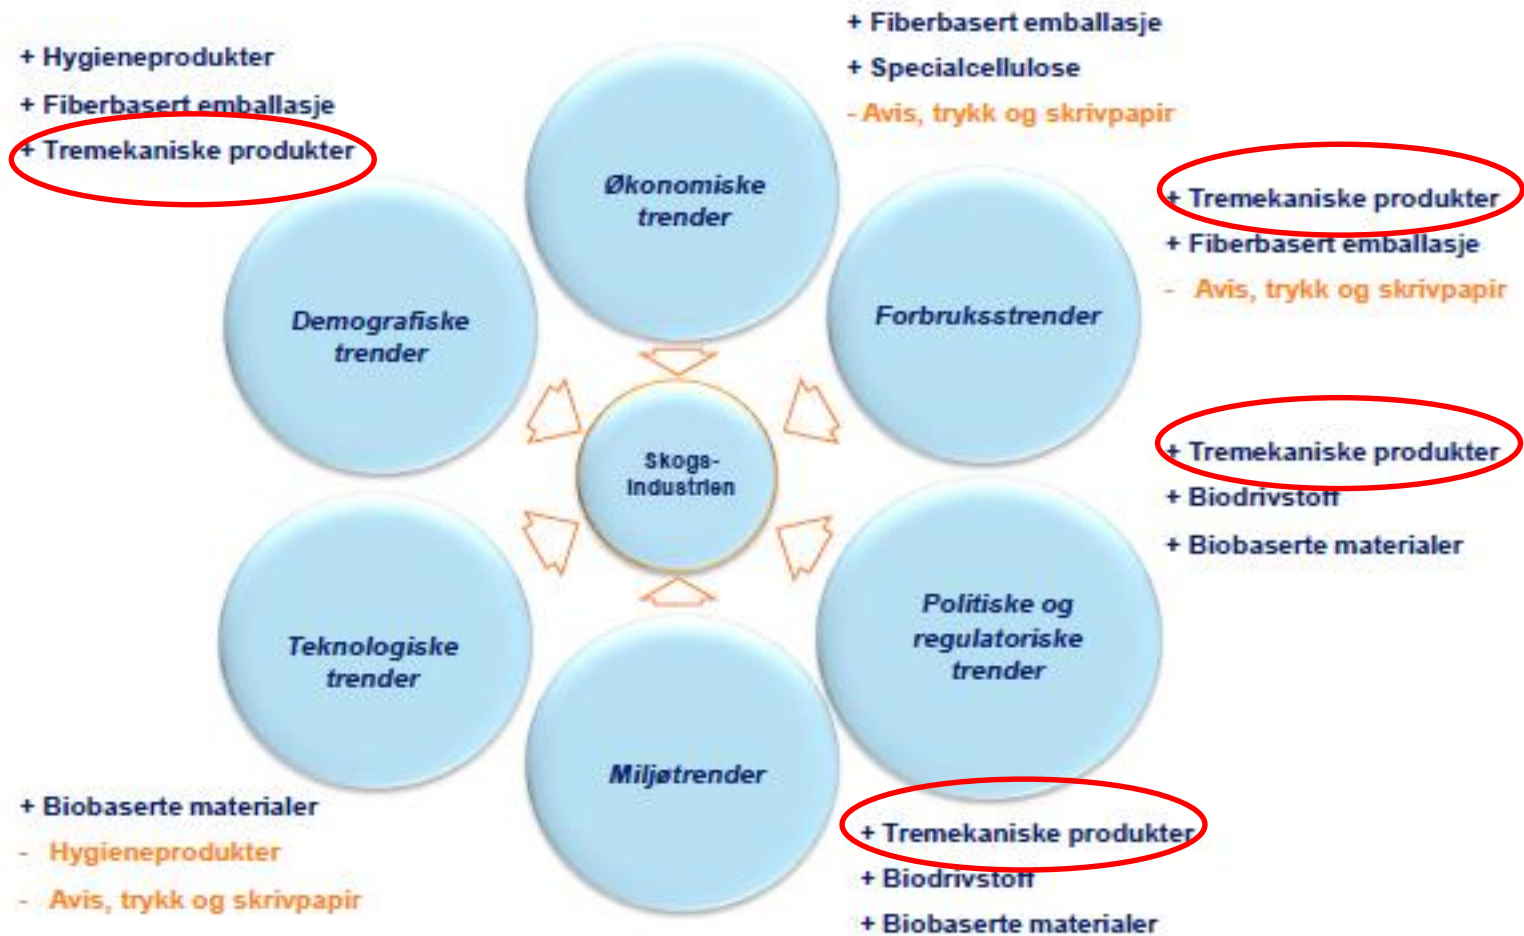 + Hygieneprodukter
+ Fiberbasert emballasje
+ Tremekaniske produkter
+ Fiberbasert emballasje
+ Specialcellulose
- Avis, trykk og skrivpapir
Økonomiske
trender
+ Tremekaniske produkter
+ Fiberbasert emballasje
- Avis, trykk og skrivpapir
Demografiske
trender
Forbruksstrender
Skogs-
industrien
+ Tremekaniske produkter
+ Biodrivstoff
+ Biobaserte materialer
Teknologiske
trender
Politiske og
regulatoriske
trender
Miljøtrender
+ Biobaserte materialer
- Hygieneprodukter
- Avis, trykk og skrivpapir
+ Tremekaniske produkter
+ Biodrivstoff
+ Biobaserte materialer